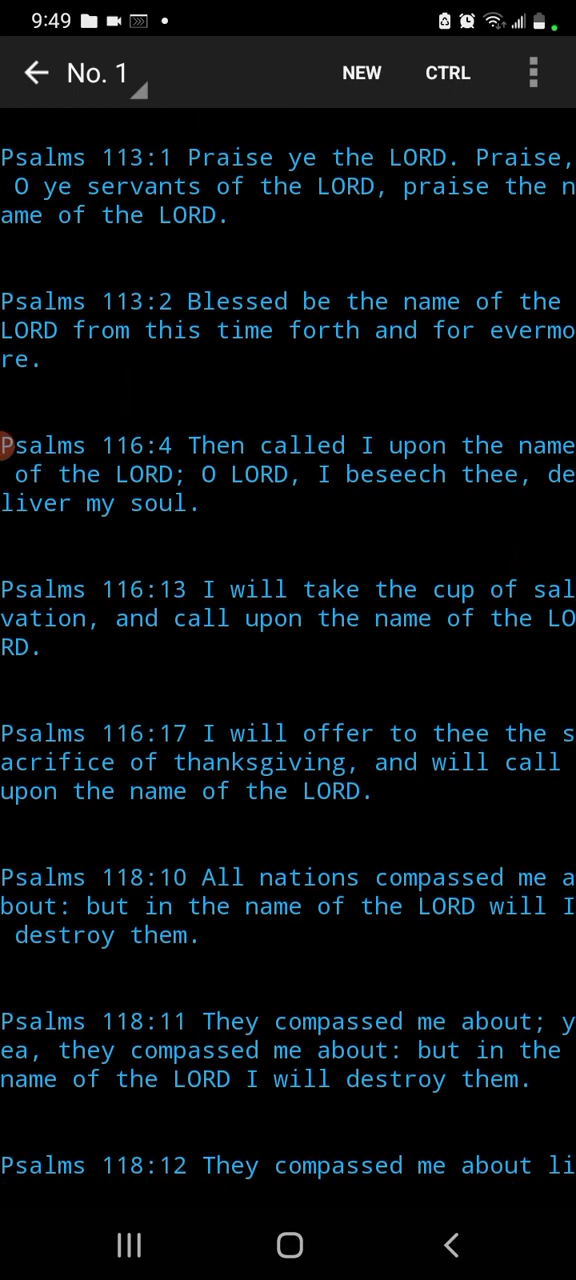 9:49
No. 1 NEW CTRL
Psalms 113:1 Praise ye the LORD. Praise,
O ye servants of the LORD, praise the n
ame of the LORD.
Psalms 113:2 Blessed be the name of the
LORD from this time forth and for evermo
re.
Psalms 116:4 Then called I upon the name
of the LORD; O LORD, I beseech thee, de
liver my soul.
Psalms 116:13 I will take the cup of sal
vation, and call upon the name of the LO
RD.
Psalms 116:17 I will offer to thee the s
acrifice of thanksgiving, and will call
upon the name of the LORD.
Psalms 118:10 All nations compassed me a
bout: but in the name of the LORD will I
destroy them.
Psalms 118:11 They compassed me about; y
ea, they compassed me about: but in the
name of the LORD I will destroy them.
Psalms 118:12 They compassed me about li